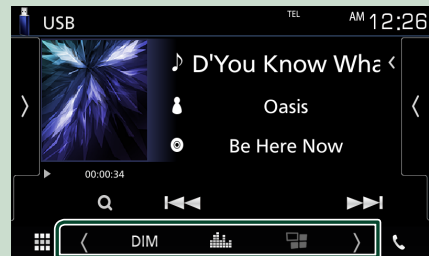 USB
TEL
AM 12:26
D'You Know Wha
Oasis
Be Here Now
00:00:34
DIM